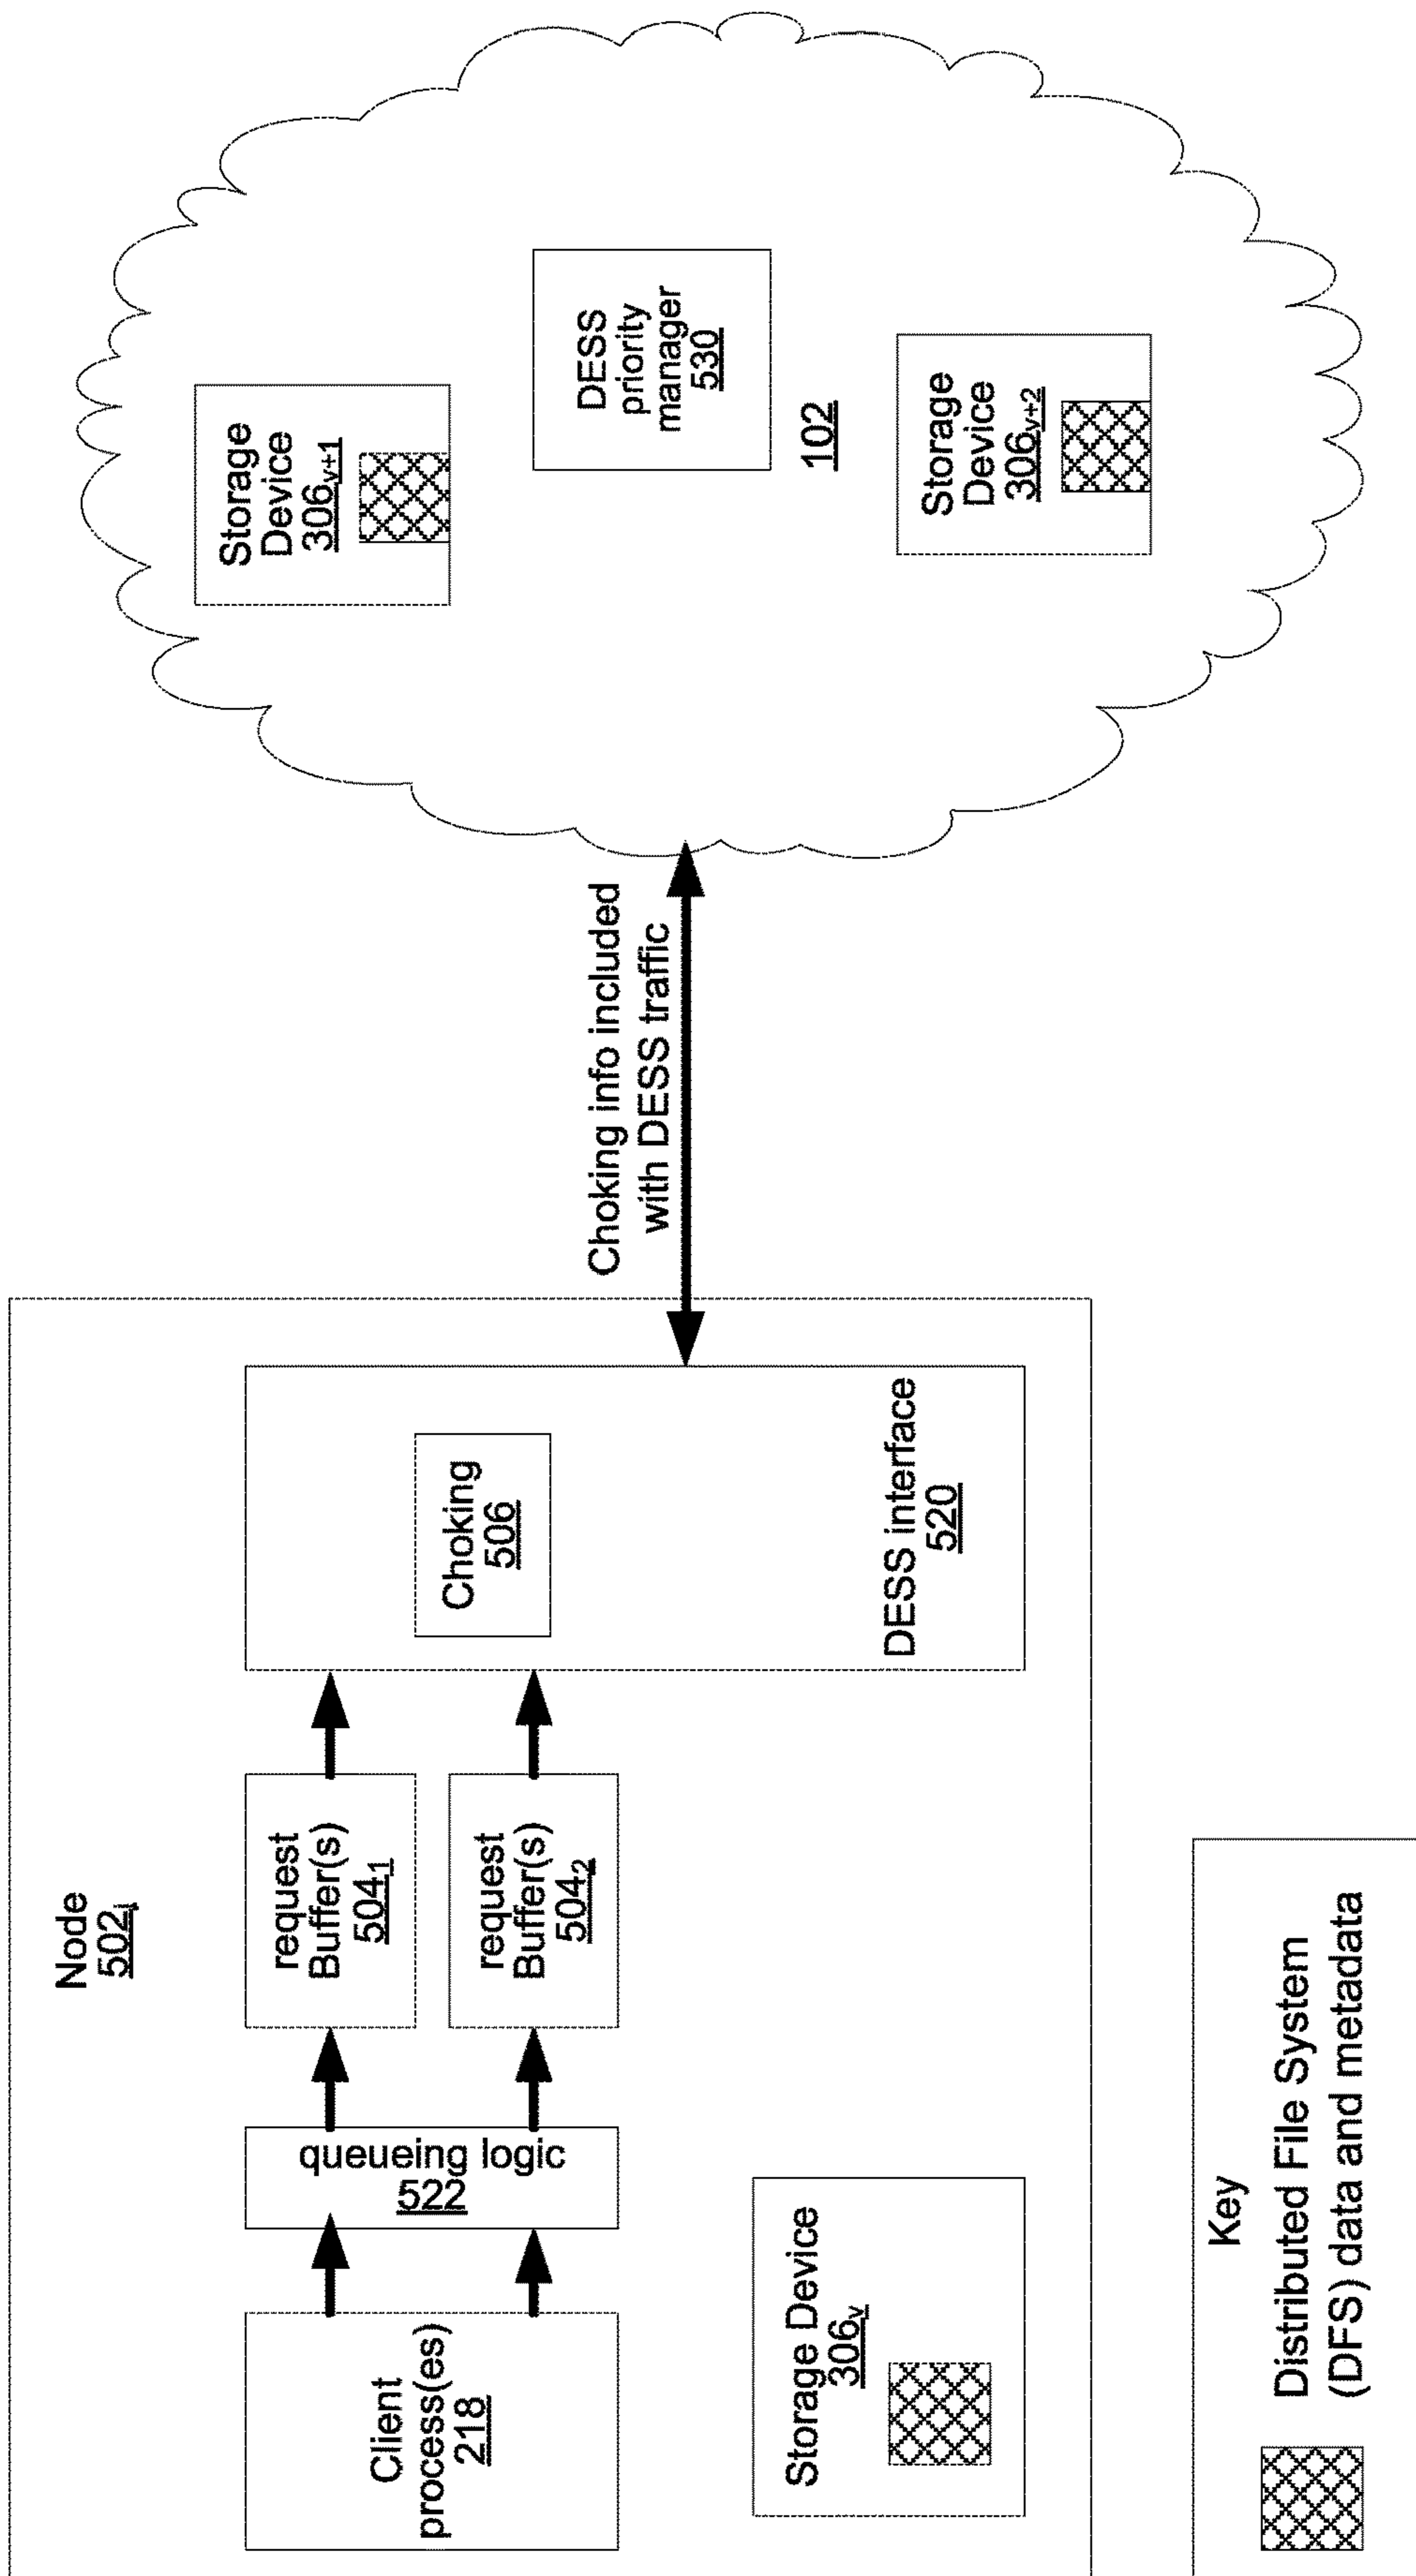 Node
502j
Client
process(es)
218
queueing logic
522
request
Buffer(s)
5041
request
Buffer(s)
5042
Choking
506
DESS interface
520
Storage Device
306v
Choking info included
with DESS traffic
Storage
Device
306v+1
DESS
priority
manager
530
102
Storage
Device
306v+2
Key
Distributed File System
(DFS) data and metadata